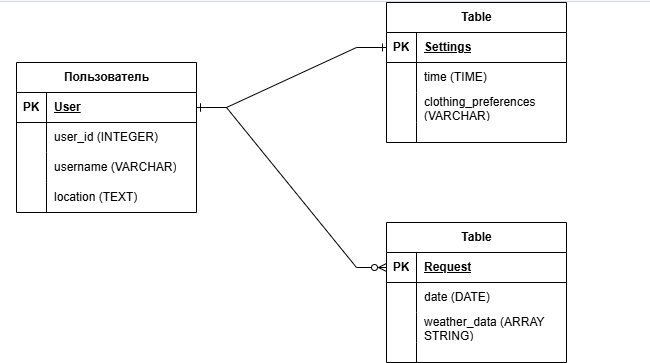 Пользователь
PK User
user_id (INTEGER)
username (VARCHAR)
location (TEXT)
Table
PK Settings
time (TIME)
clothing_preferences
(VARCHAR)
Table
PK Request
date (DATE)
weather_data (ARRAY
STRING)